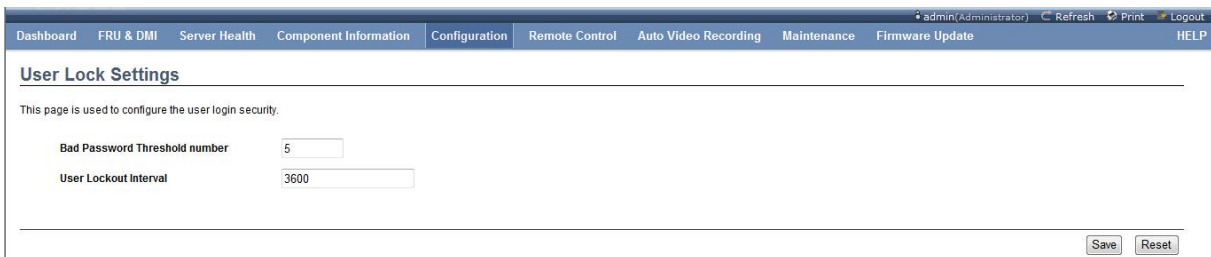 admin(Administrator) Refresh Print Logout
Dashboard FRU & DMI Server Health Component Information Configuration Remote Control Auto Video Recording Maintenance Firmware Update HELP
User Lock Settings
This page is used to configure the user login security.
Bad Password Threshold number 5
User Lockout Interval 3600
Save Reset